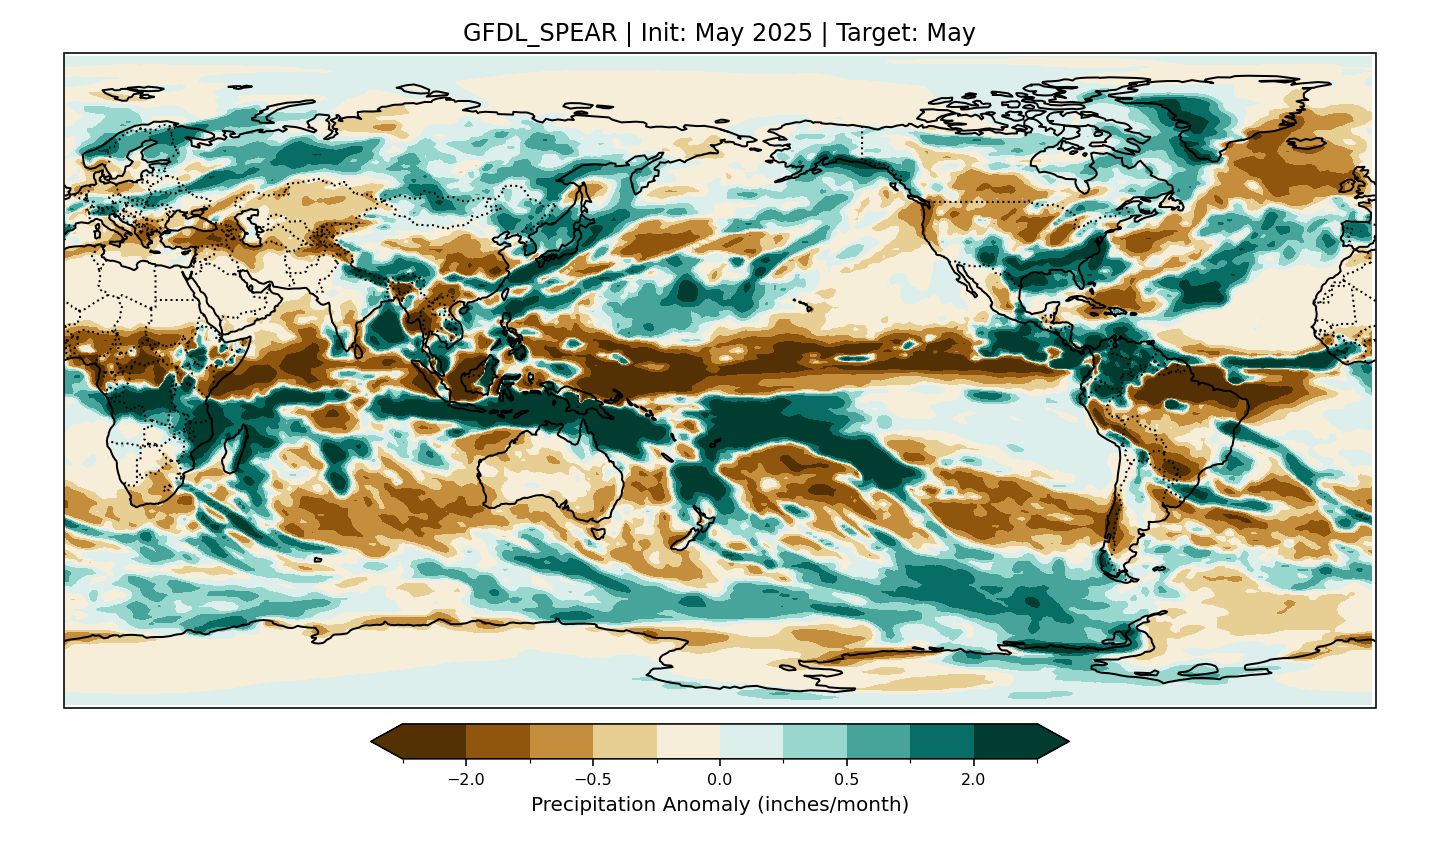 GFDL_SPEAR | Init: May 2025 | Target: May
−2.0 −0.5 0.0 0.5 2.0
Precipitation Anomaly (inches/month)